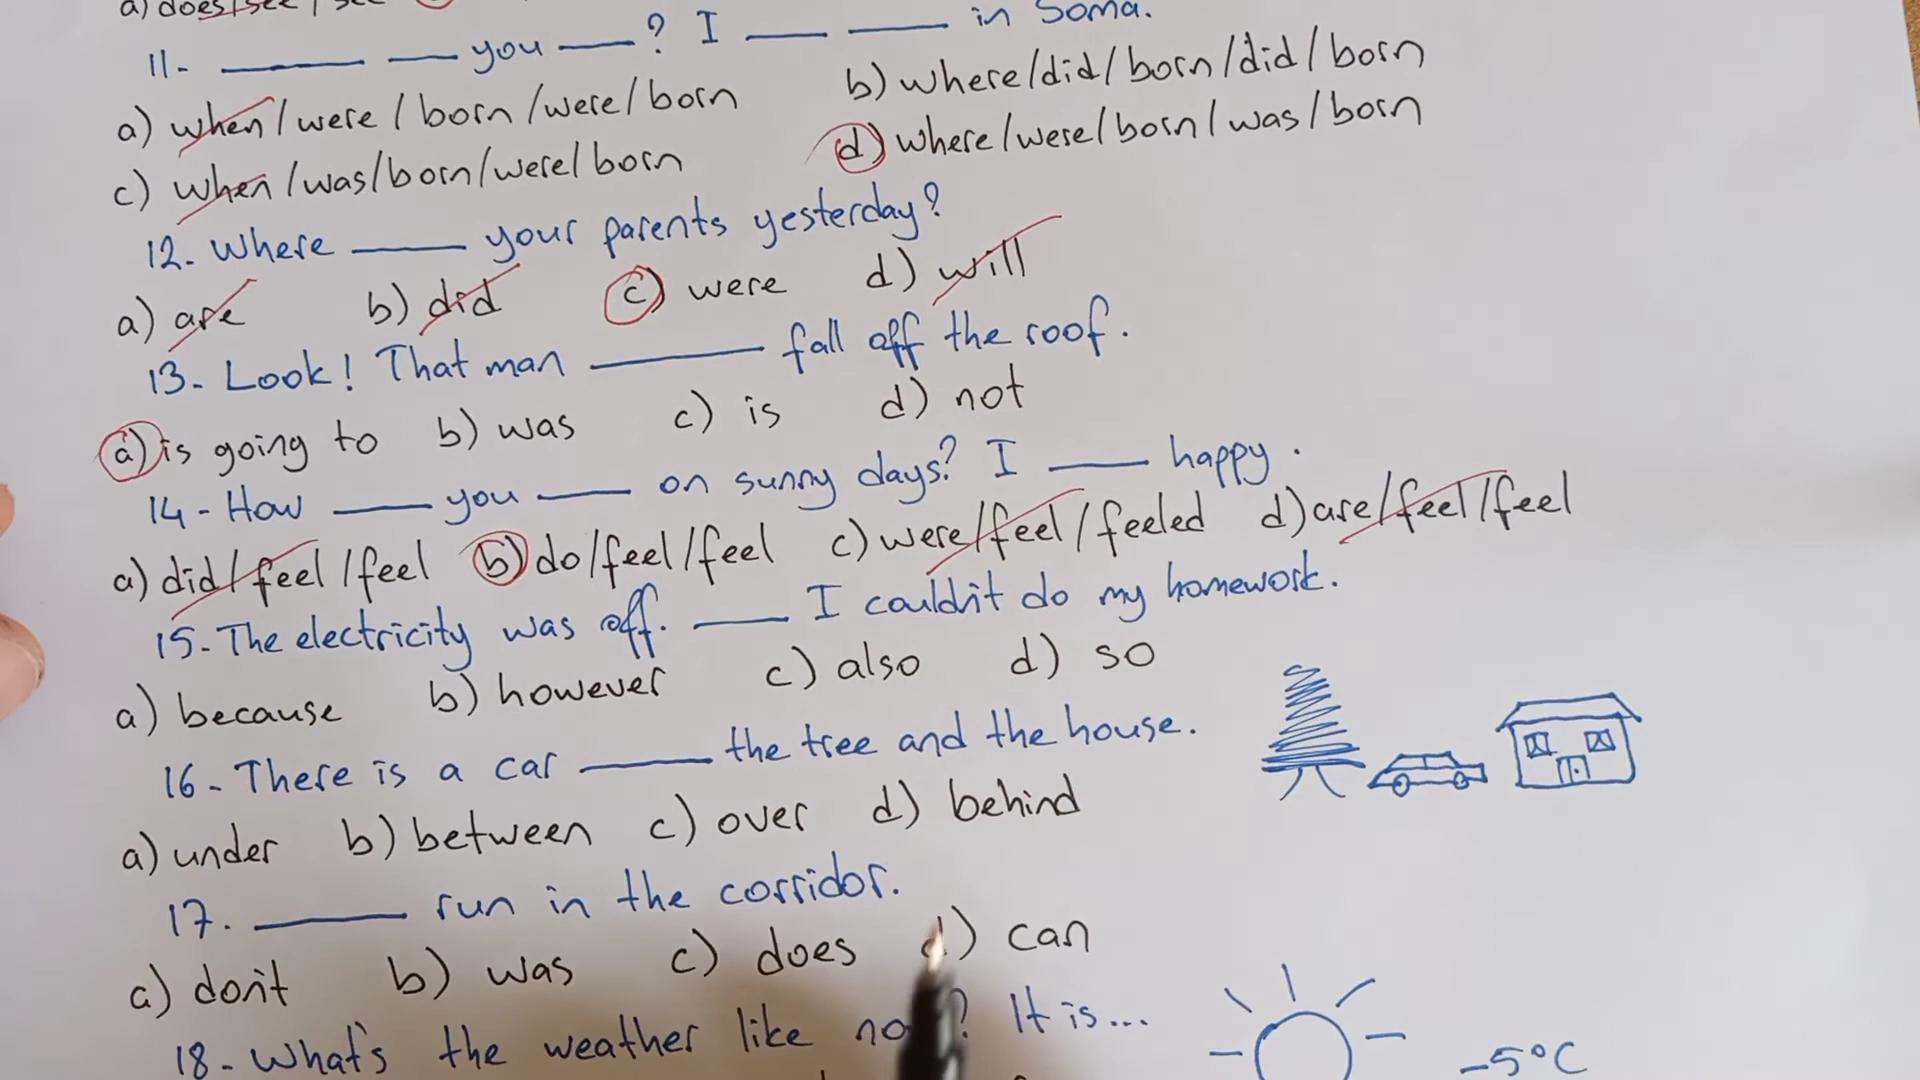 a) does/see/see
11- ____ ____ you ____? I ____ ____ in Soma.
a) when/were/born/were/born b) where/did/born/did/born
c) when/was/born/were/born d) where/were/born/was/born
12. Where ____ your parents yesterday?
a) are b) did c) were d) will
13- Look! That man ____ fall off the roof.
a) is going to b) was c) is d) not
14- How ____ you ____ on sunny days? I ____ happy.
a) did/feel/feel b) do/feel/feel c) were/feel/feeled d) are/feel/feel
15- The electricity was off. ____ I couldn't do my homework.
a) because b) however c) also d) so
16- There is a car ____ the tree and the house.
a) under b) between c) over d) behind
17. ____ run in the corridor.
a) don't b) was c) does d) can
18- What's the weather like no ? It is...
-5°C